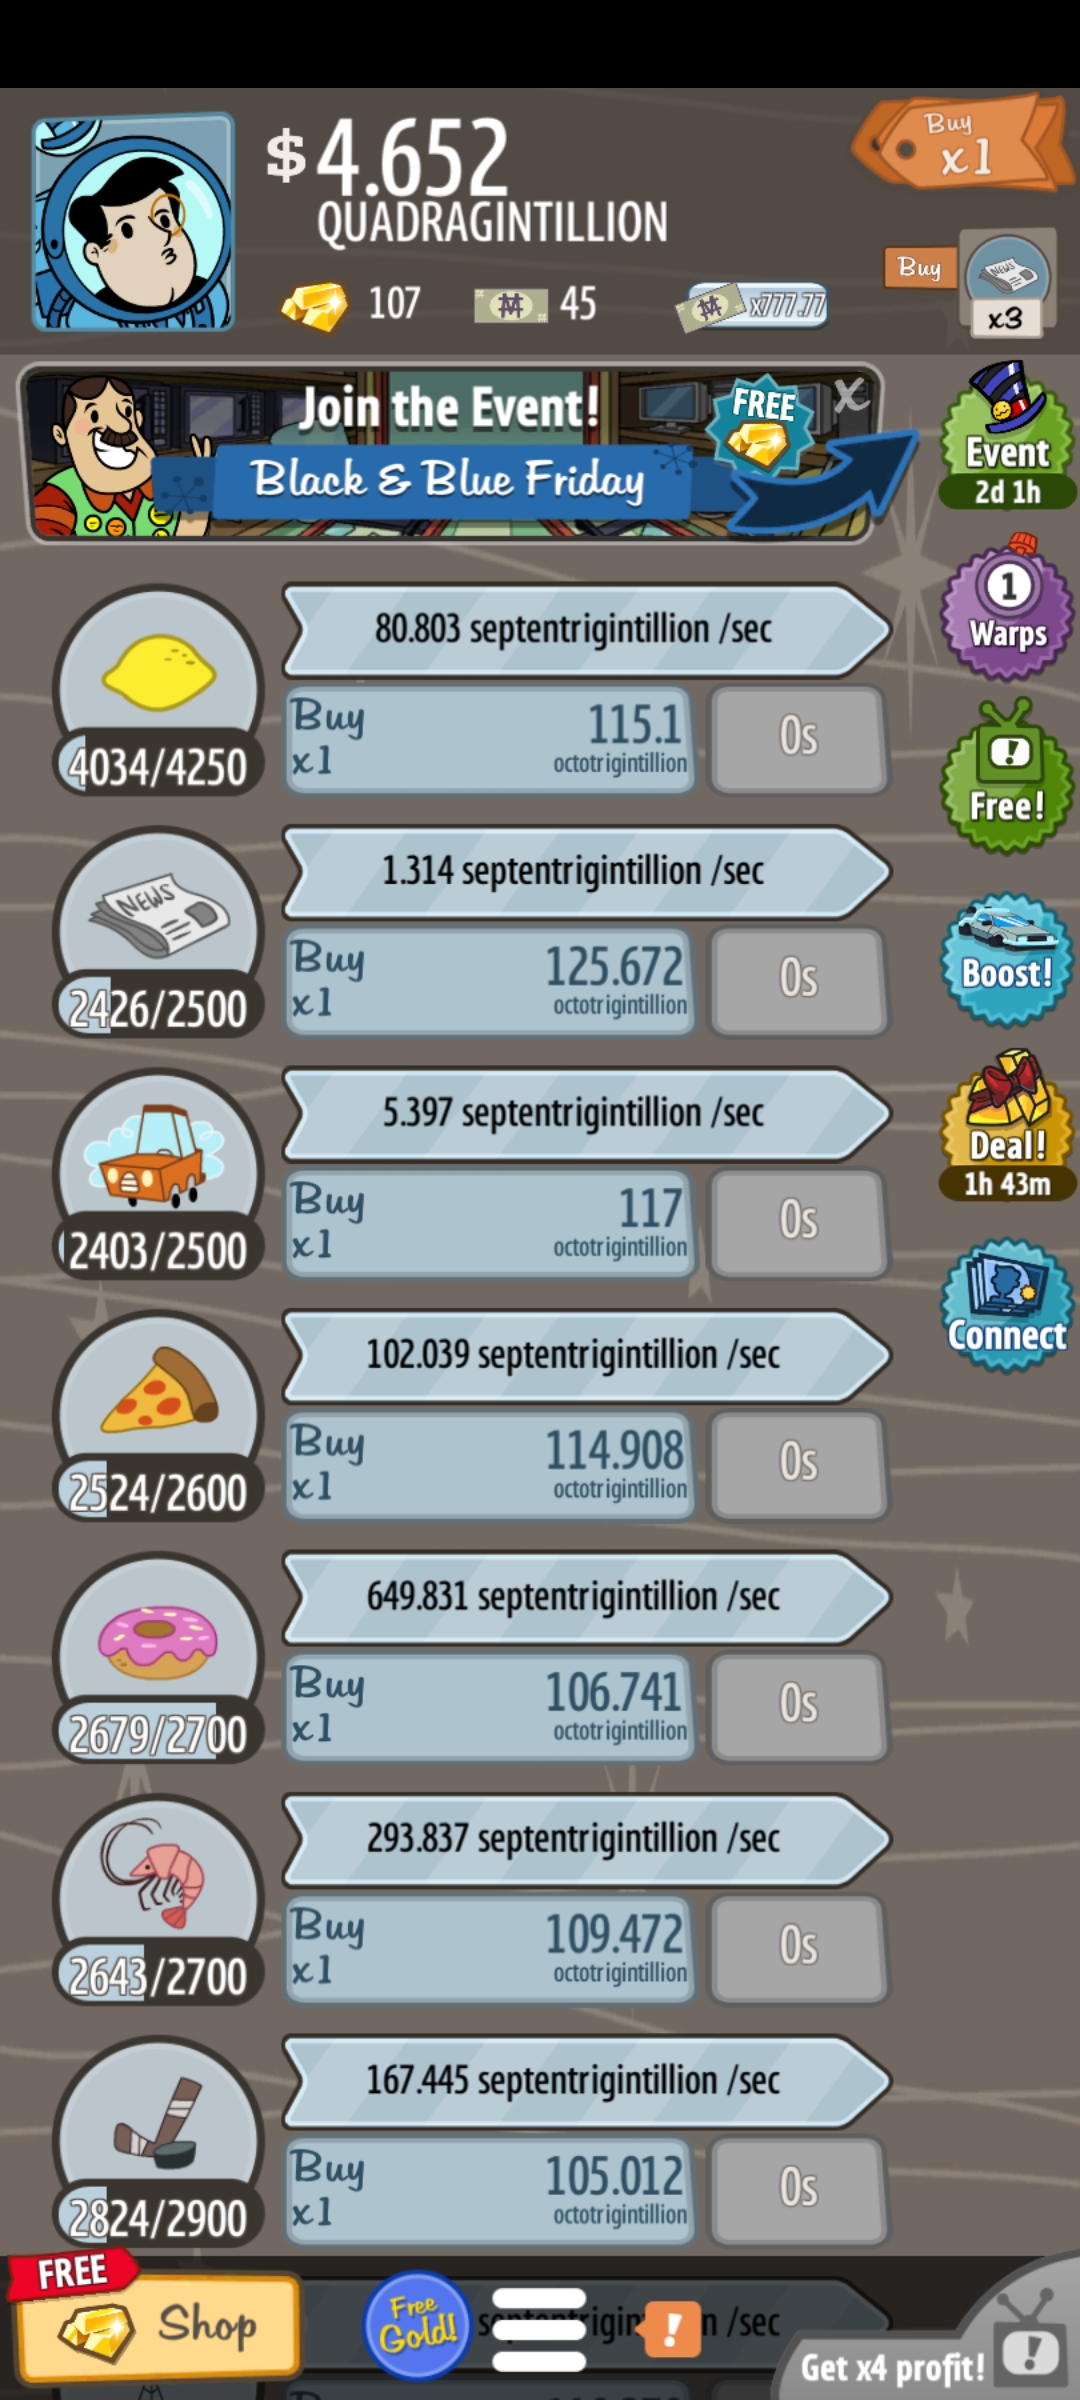 $ 4.652
QUADRAGINTILLION
Buy
x1
107
45
x777.77
Buy
NEWS
x3
Join the Event!
FREE
X
Black & Blue Friday
Event
2d 1h
1
Warps
!
Free!
Boost!
Deal!
1h 43m
Connect
80.803 septentrigintillion /sec
4034/4250
Buy
x1
115.1
octotrigintillion
0s
1.314 septentrigintillion /sec
NEWS
2426/2500
Buy
x1
125.672
octotrigintillion
0s
5.397 septentrigintillion /sec
2403/2500
Buy
x1
117
octotrigintillion
0s
102.039 septentrigintillion /sec
2524/2600
Buy
x1
114.908
octotrigintillion
0s
649.831 septentrigintillion /sec
2679/2700
Buy
x1
106.741
octotrigintillion
0s
293.837 septentrigintillion /sec
2643/2700
Buy
x1
109.472
octotrigintillion
0s
167.445 septentrigintillion /sec
2824/2900
Buy
x1
105.012
octotrigintillion
0s
FREE
Shop
Free
Gold!
!
/sec
Get x4 profit!
!